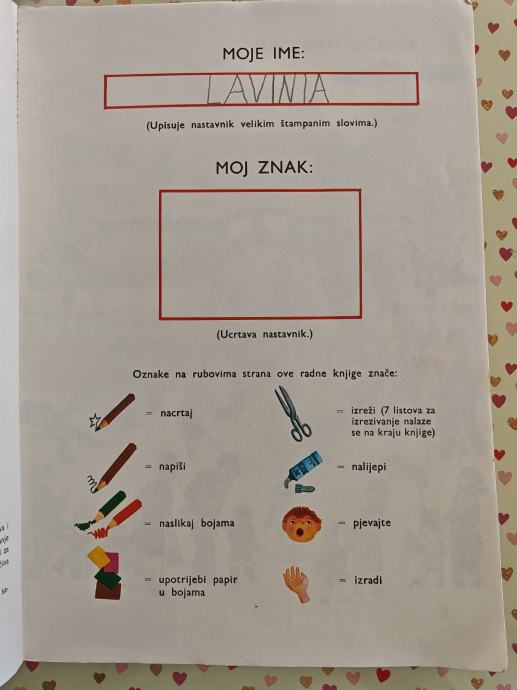 MOJE IME:
LAVINIA
(Upisuje nastavnik velikim štampanim slovima.)
MOJ ZNAK:
(Ucrtava nastavnik.)
Oznake na rubovima strana ove radne knjige znače:
= nacrtaj
= napiši
= naslikaj bojama
= upotrijebi papir
u bojama
= izreži (7 listova za
izrezivanje nalaze
se na kraju knjige)
= nalijepi
= pjevajte
= izradi